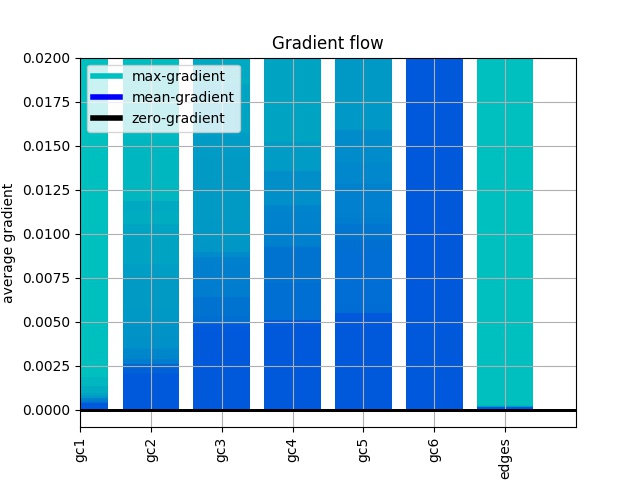 Gradient flow
max-gradient
mean-gradient
zero-gradient
average gradient
0.0200
0.0175
0.0150
0.0125
0.0100
0.0075
0.0050
0.0025
0.0000
gc1
gc2
gc3
gc4
gc5
gc6
edges